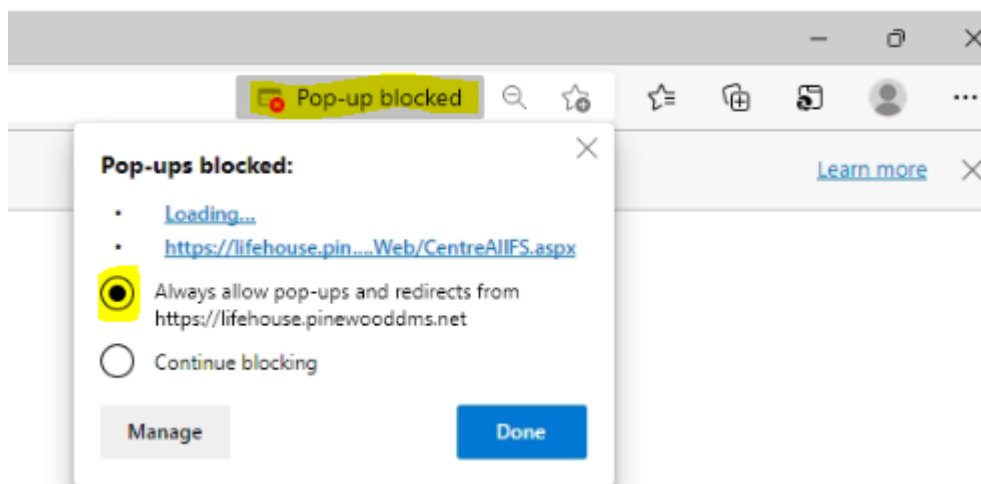 Pop-up blocked
Pop-ups blocked:
Learn more
• Loading...
• https://lifehouse.pin....Web/CentreAllFS.aspx
Always allow pop-ups and redirects from
https://lifehouse.pinewooddms.net
Continue blocking
Manage Done